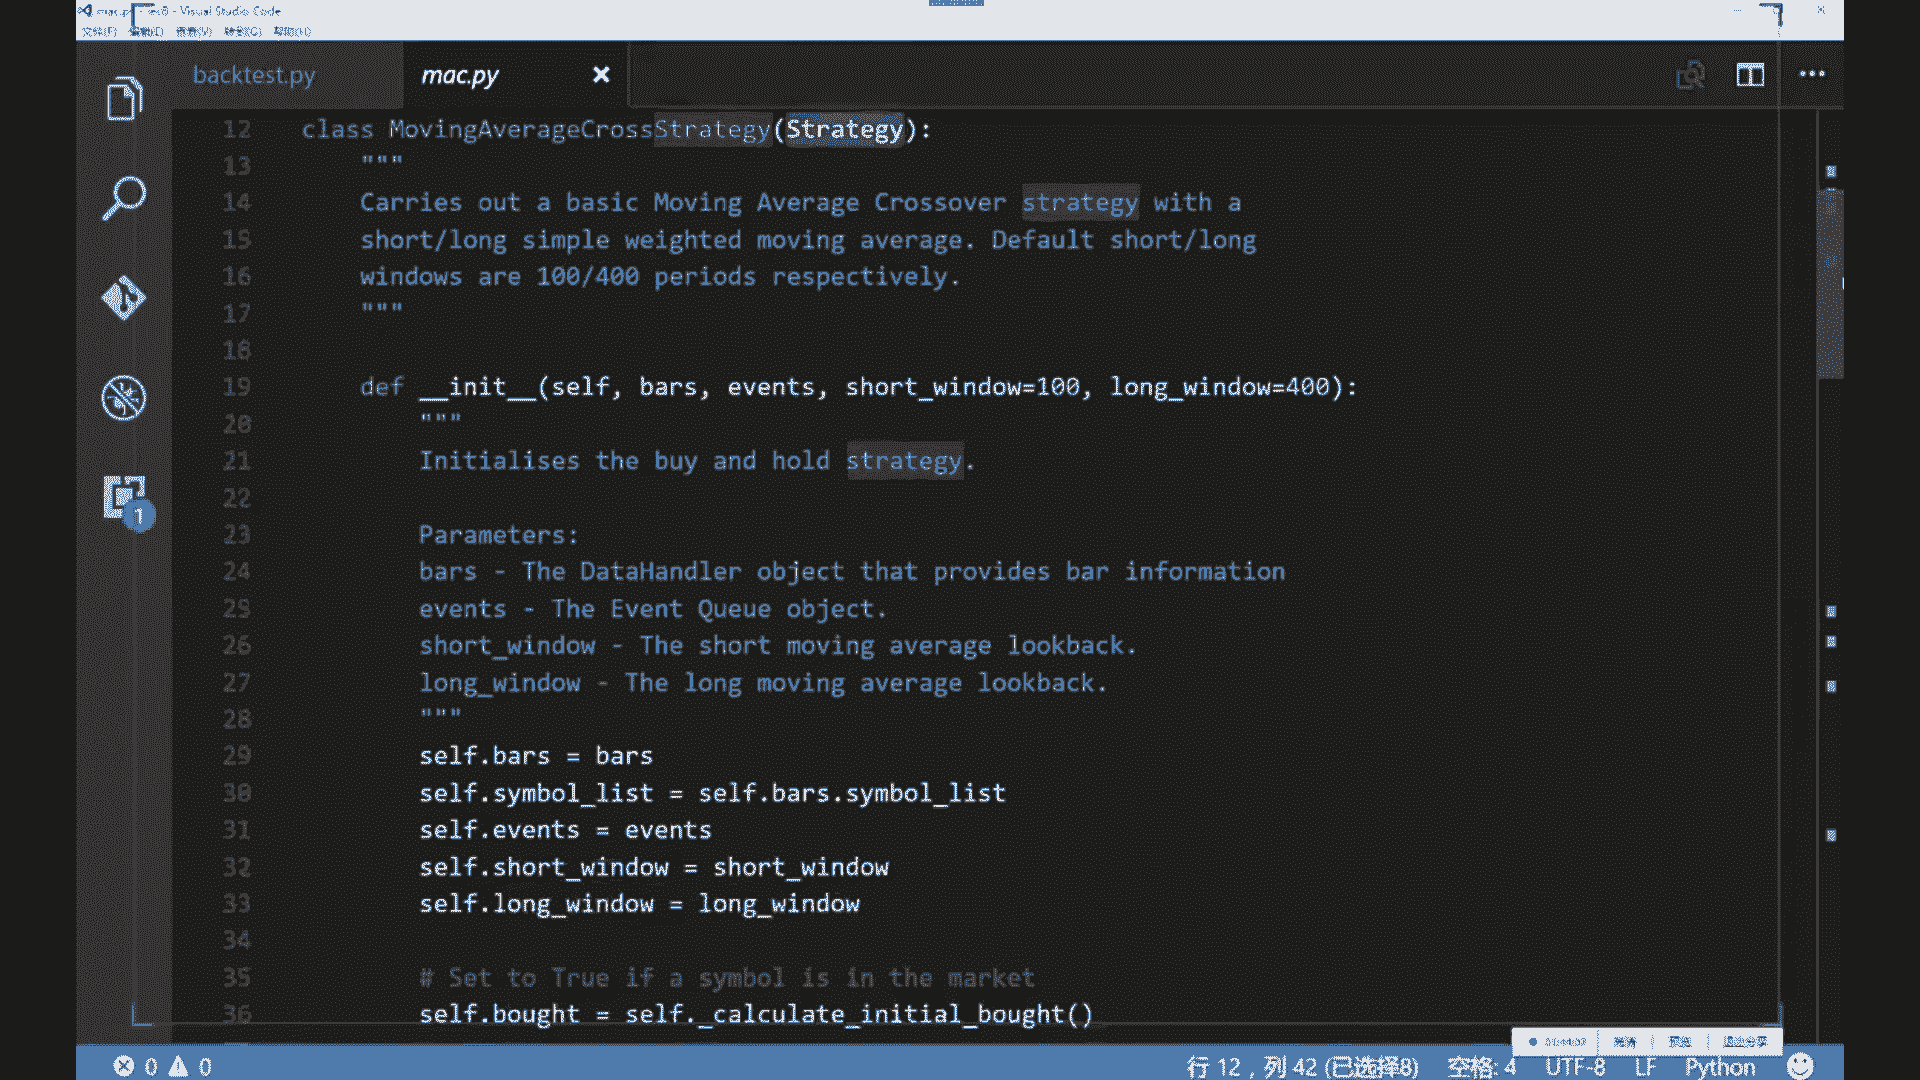 mac.py - lec8 - Visual Studio Code
文件(F) 编辑(E) 查看(V) 转到(G) 帮助(H)
backtest.py
mac.py
12 class MovingAverageCrossStrategy(Strategy):
13 """
14 Carries out a basic Moving Average Crossover strategy with a
15 short/long simple weighted moving average. Default short/long
16 windows are 100/400 periods respectively.
17 """
18
19 def __init__(self, bars, events, short_window=100, long_window=400):
20 """
21 Initialises the buy and hold strategy.
22
23 Parameters:
24 bars - The DataHandler object that provides bar information
25 events - The Event Queue object.
26 short_window - The short moving average lookback.
27 long_window - The long moving average lookback.
28 """
29 self.bars = bars
30 self.symbol_list = self.bars.symbol_list
31 self.events = events
32 self.short_window = short_window
33 self.long_window = long_window
34
35 # Set to True if a symbol is in the market
36 self.bought = self._calculate_initial_bought()
1
0 0
行 12，列 42 (已选择8) 空格: 4 UTF-8 LF Python